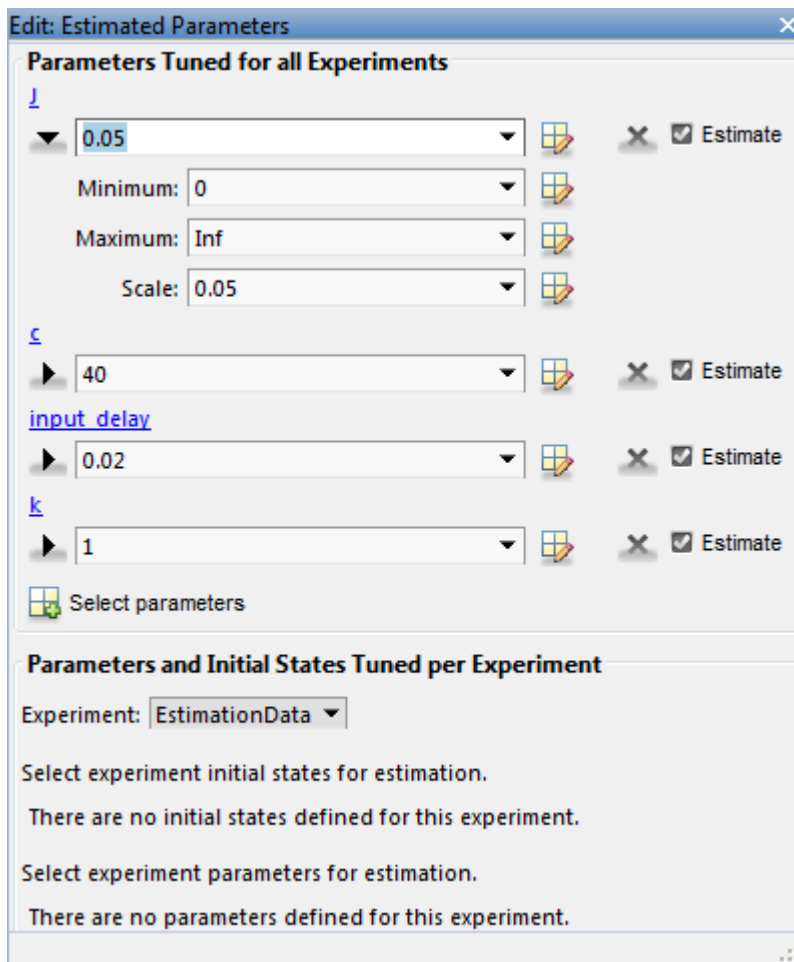 Edit: Estimated Parameters
Parameters Tuned for all Experiments
J
0.05 Estimate
Minimum: 0
Maximum: Inf
Scale: 0.05
c
40 Estimate
input_delay
0.02 Estimate
k
1 Estimate
Select parameters
Parameters and Initial States Tuned per Experiment
Experiment: EstimationData
Select experiment initial states for estimation.
There are no initial states defined for this experiment.
Select experiment parameters for estimation.
There are no parameters defined for this experiment.